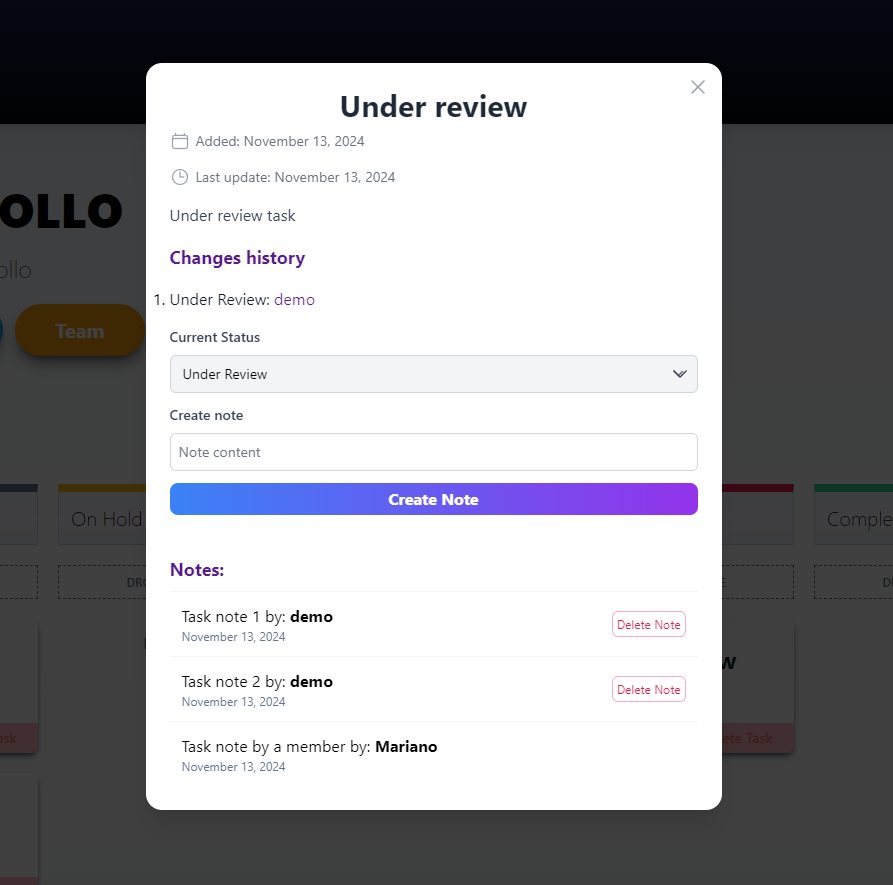 Under review
Added: November 13, 2024
Last update: November 13, 2024
OLLO
Under review task
Changes history
ollo
1. Under Review: demo
Team
Current Status
Under Review
Create note
Note content
Create Note
On Hold
Comple
Notes:
Task note 1 by: demo
November 13, 2024
Delete Note
Task note 2 by: demo
November 13, 2024
Delete Note
Task note by a member by: Mariano
November 13, 2024
ask
ete Task